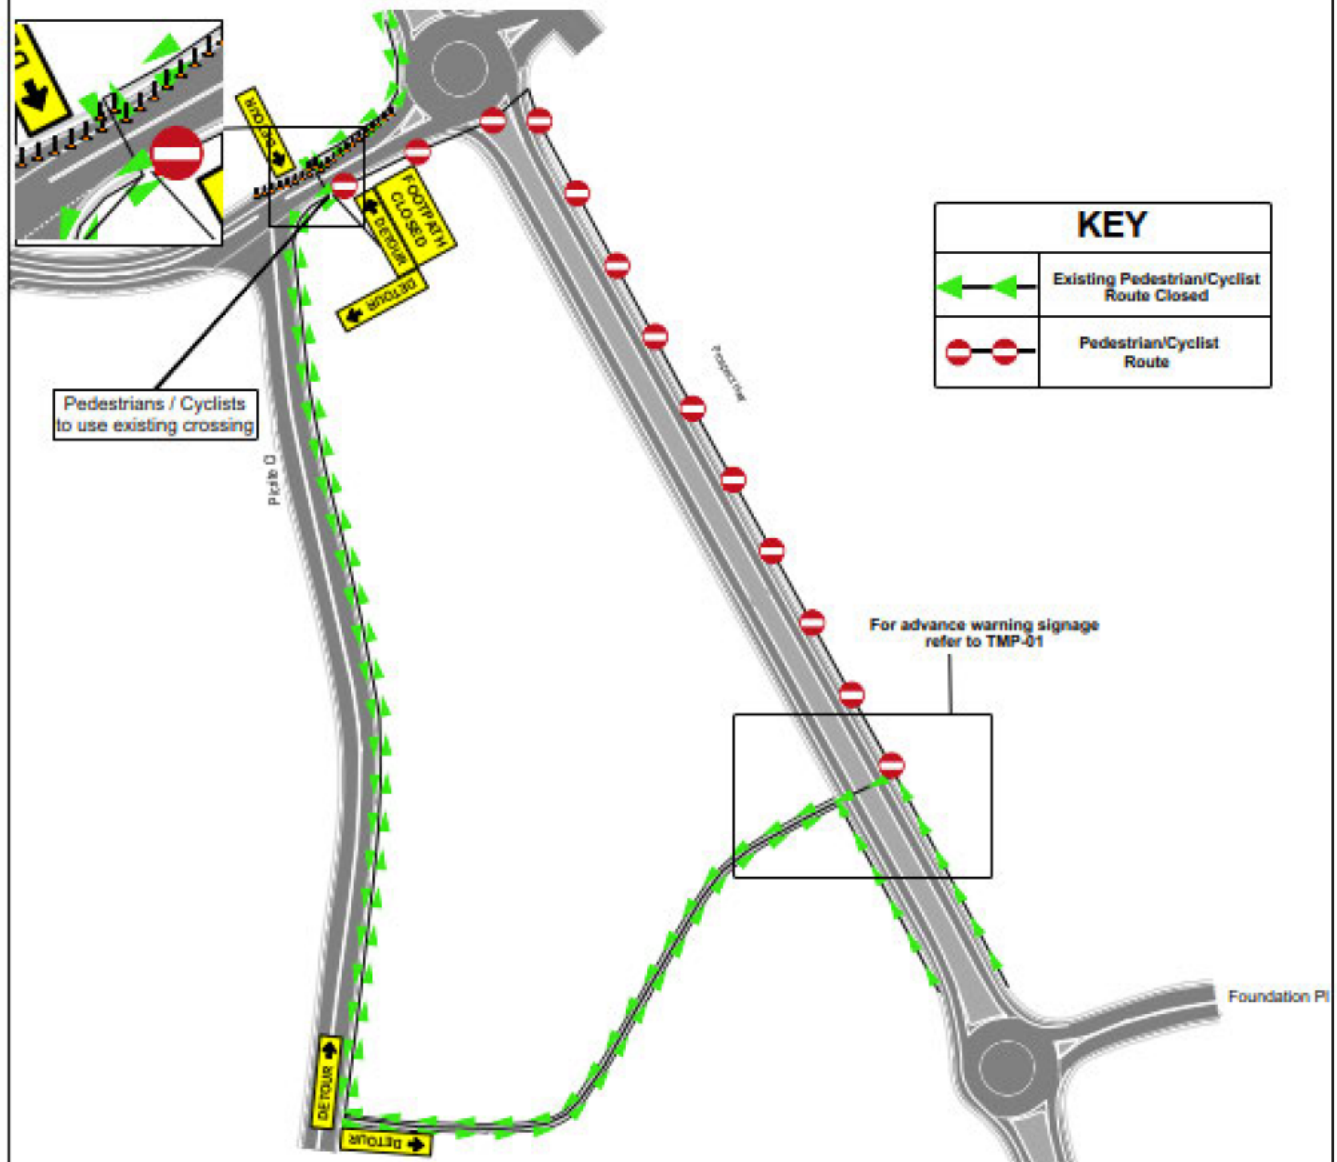 DETOUR
FOOTPATH
CLOSED
DETOUR
DETOUR
KEY
Existing Pedestrian/Cyclist
Route Closed
Pedestrian/Cyclist
Route
Pedestrians / Cyclists
to use existing crossing
For advance warning signage
refer to TMP-01
Foundation Pl
DETOUR
DETOUR